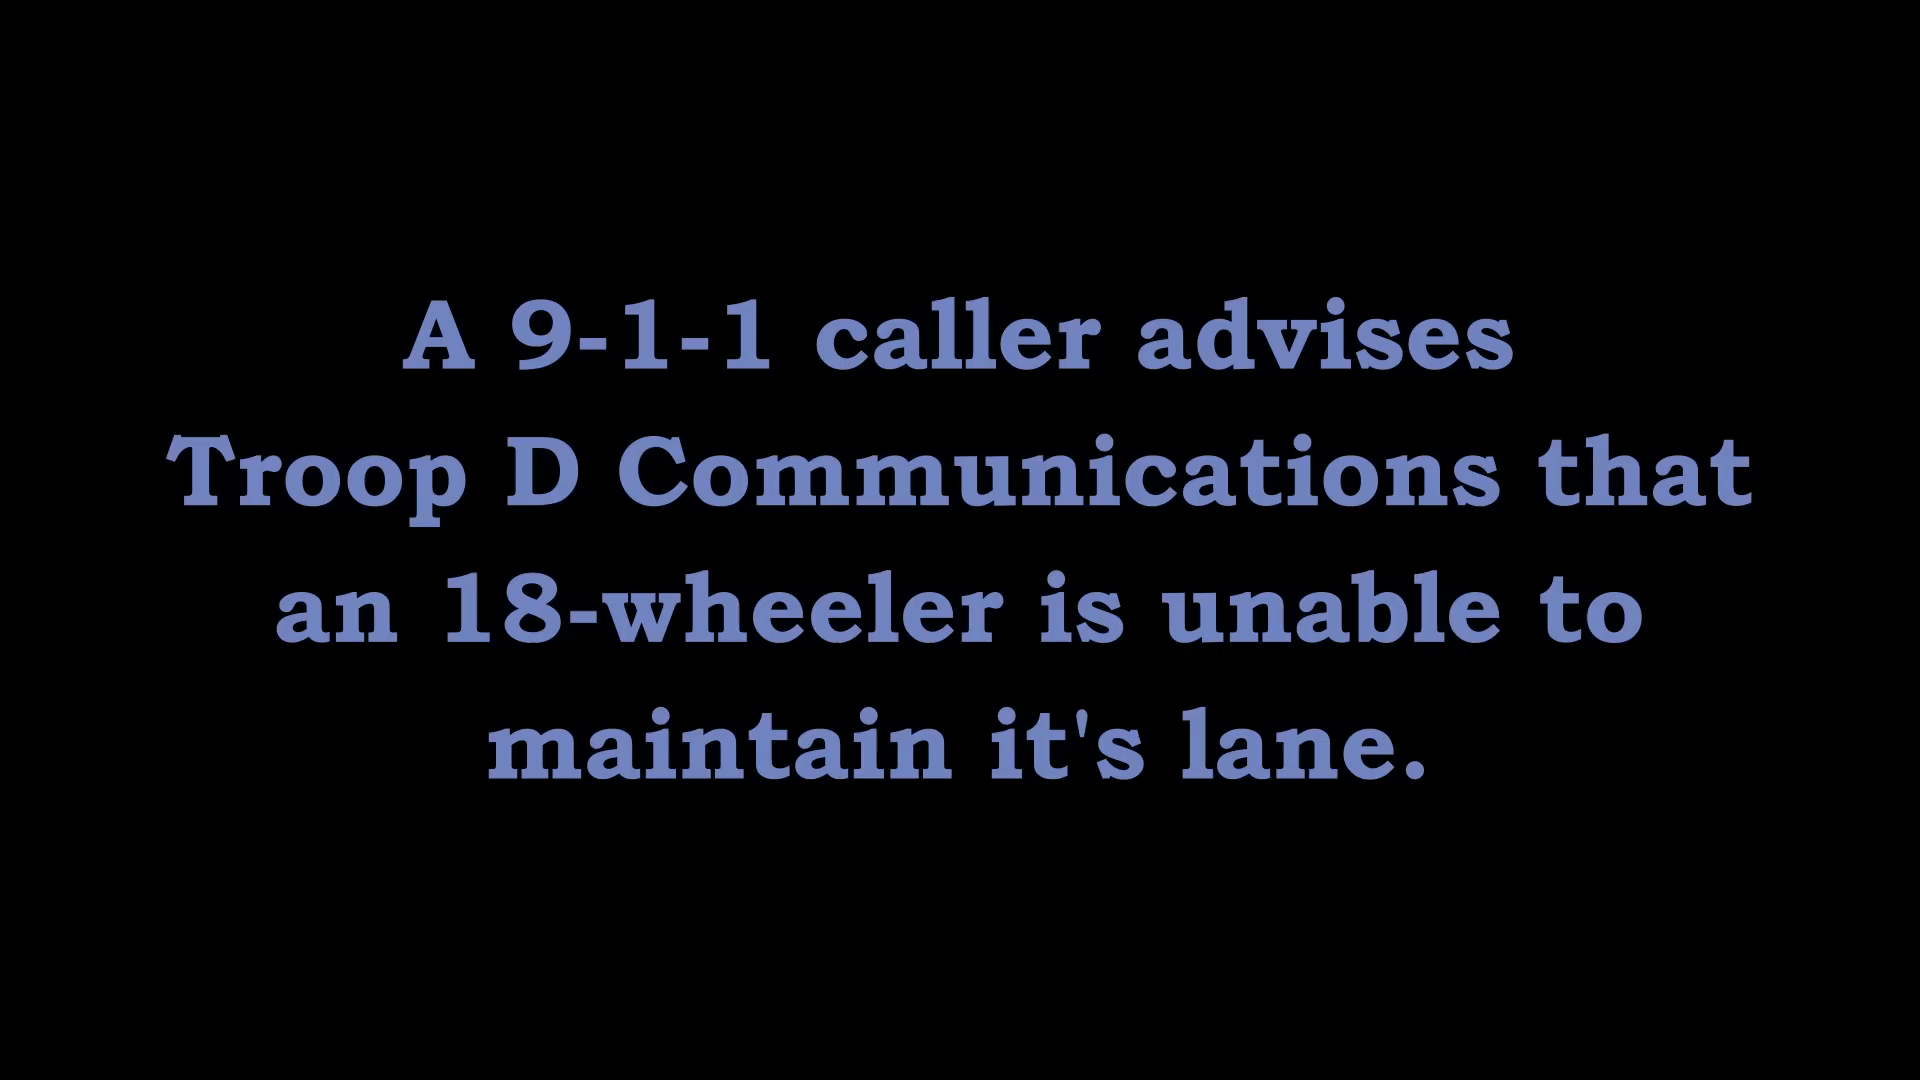 A 9-1-1 caller advises
Troop D Communications that
an 18-wheeler is unable to
maintain it's lane.